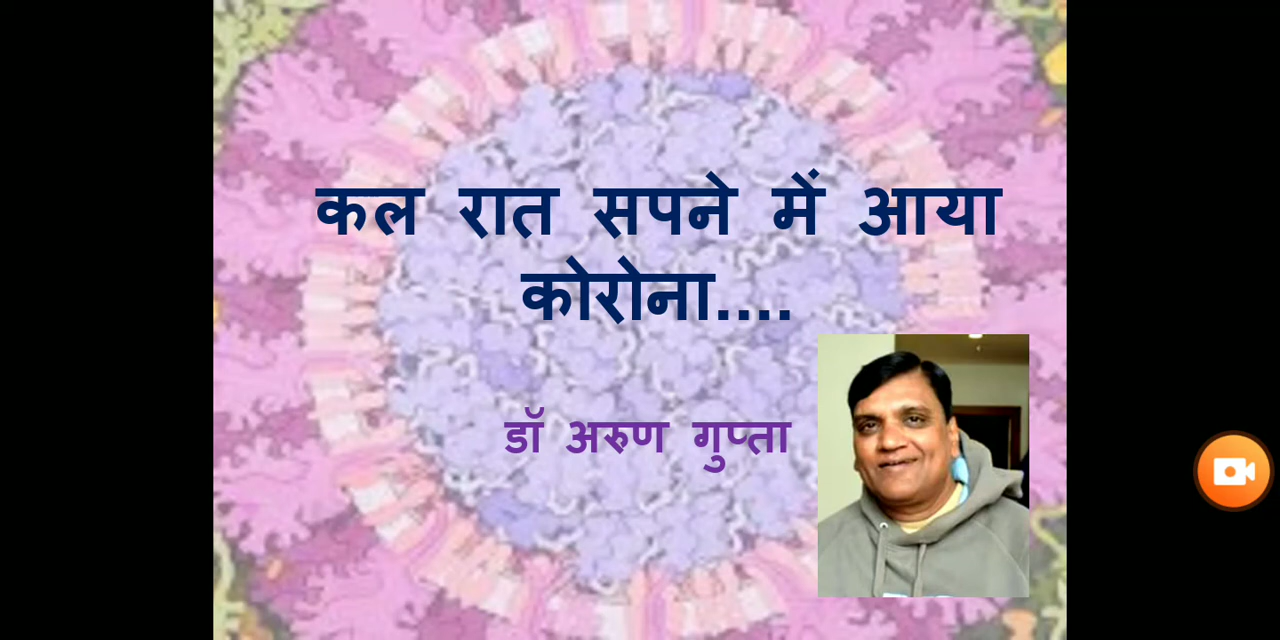 कल रात सपने में आया
कोरोना....
डॉ अरुण गुप्ता